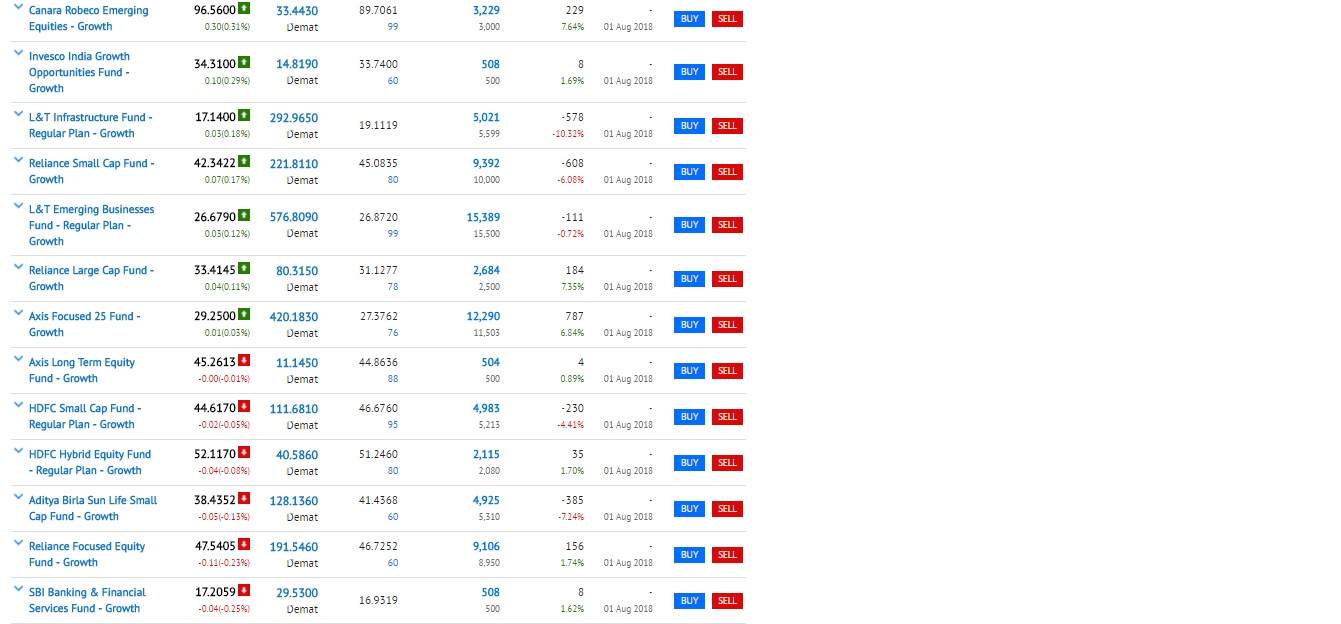 Canara Robeco Emerging 96.5600 33.4430 89.7061 3,229 229 - BUY SELL
Equities - Growth 0.30(0.31%) Demat 99 3,000 7.64% 01 Aug 2018
Invesco India Growth
Opportunities Fund - 34.3100 14.8190 33.7400 508 8 - BUY SELL
Growth 0.10(0.29%) Demat 60 500 1.69% 01 Aug 2018
L&T Infrastructure Fund - 17.1400 292.9650 19.1119 5,021 -578 - BUY SELL
Regular Plan - Growth 0.03(0.18%) Demat 5,599 -10.32% 01 Aug 2018
Reliance Small Cap Fund - 42.3422 221.8110 45.0835 9,392 -608 - BUY SELL
Growth 0.07(0.17%) Demat 80 10,000 -6.08% 01 Aug 2018
L&T Emerging Businesses
Fund - Regular Plan - 26.6790 576.8090 26.8720 15,389 -111 - BUY SELL
Growth 0.03(0.12%) Demat 99 15,500 -0.72% 01 Aug 2018
Reliance Large Cap Fund - 33.4145 80.3150 31.1277 2,684 184 - BUY SELL
Growth 0.04(0.11%) Demat 78 2,500 7.35% 01 Aug 2018
Axis Focused 25 Fund - 29.2500 420.1830 27.3762 12,290 787 - BUY SELL
Growth 0.01(0.03%) Demat 76 11,503 6.84% 01 Aug 2018
Axis Long Term Equity 45.2613 11.1450 44.8636 504 4 - BUY SELL
Fund - Growth -0.00(-0.01%) Demat 88 500 0.89% 01 Aug 2018
HDFC Small Cap Fund - 44.6170 111.6810 46.6760 4,983 -230 - BUY SELL
Regular Plan - Growth -0.02(-0.05%) Demat 95 5,213 -4.41% 01 Aug 2018
HDFC Hybrid Equity Fund 52.1170 40.5860 51.2460 2,115 35 - BUY SELL
- Regular Plan - Growth -0.04(-0.08%) Demat 80 2,080 1.70% 01 Aug 2018
Aditya Birla Sun Life Small 38.4352 128.1360 41.4368 4,925 -385 - BUY SELL
Cap Fund - Growth -0.05(-0.13%) Demat 60 5,310 -7.24% 01 Aug 2018
Reliance Focused Equity 47.5405 191.5460 46.7252 9,106 156 - BUY SELL
Fund - Growth -0.11(-0.23%) Demat 60 8,950 1.74% 01 Aug 2018
SBI Banking & Financial 17.2059 29.5300 16.9319 508 8 - BUY SELL
Services Fund - Growth -0.04(-0.25%) Demat 500 1.62% 01 Aug 2018